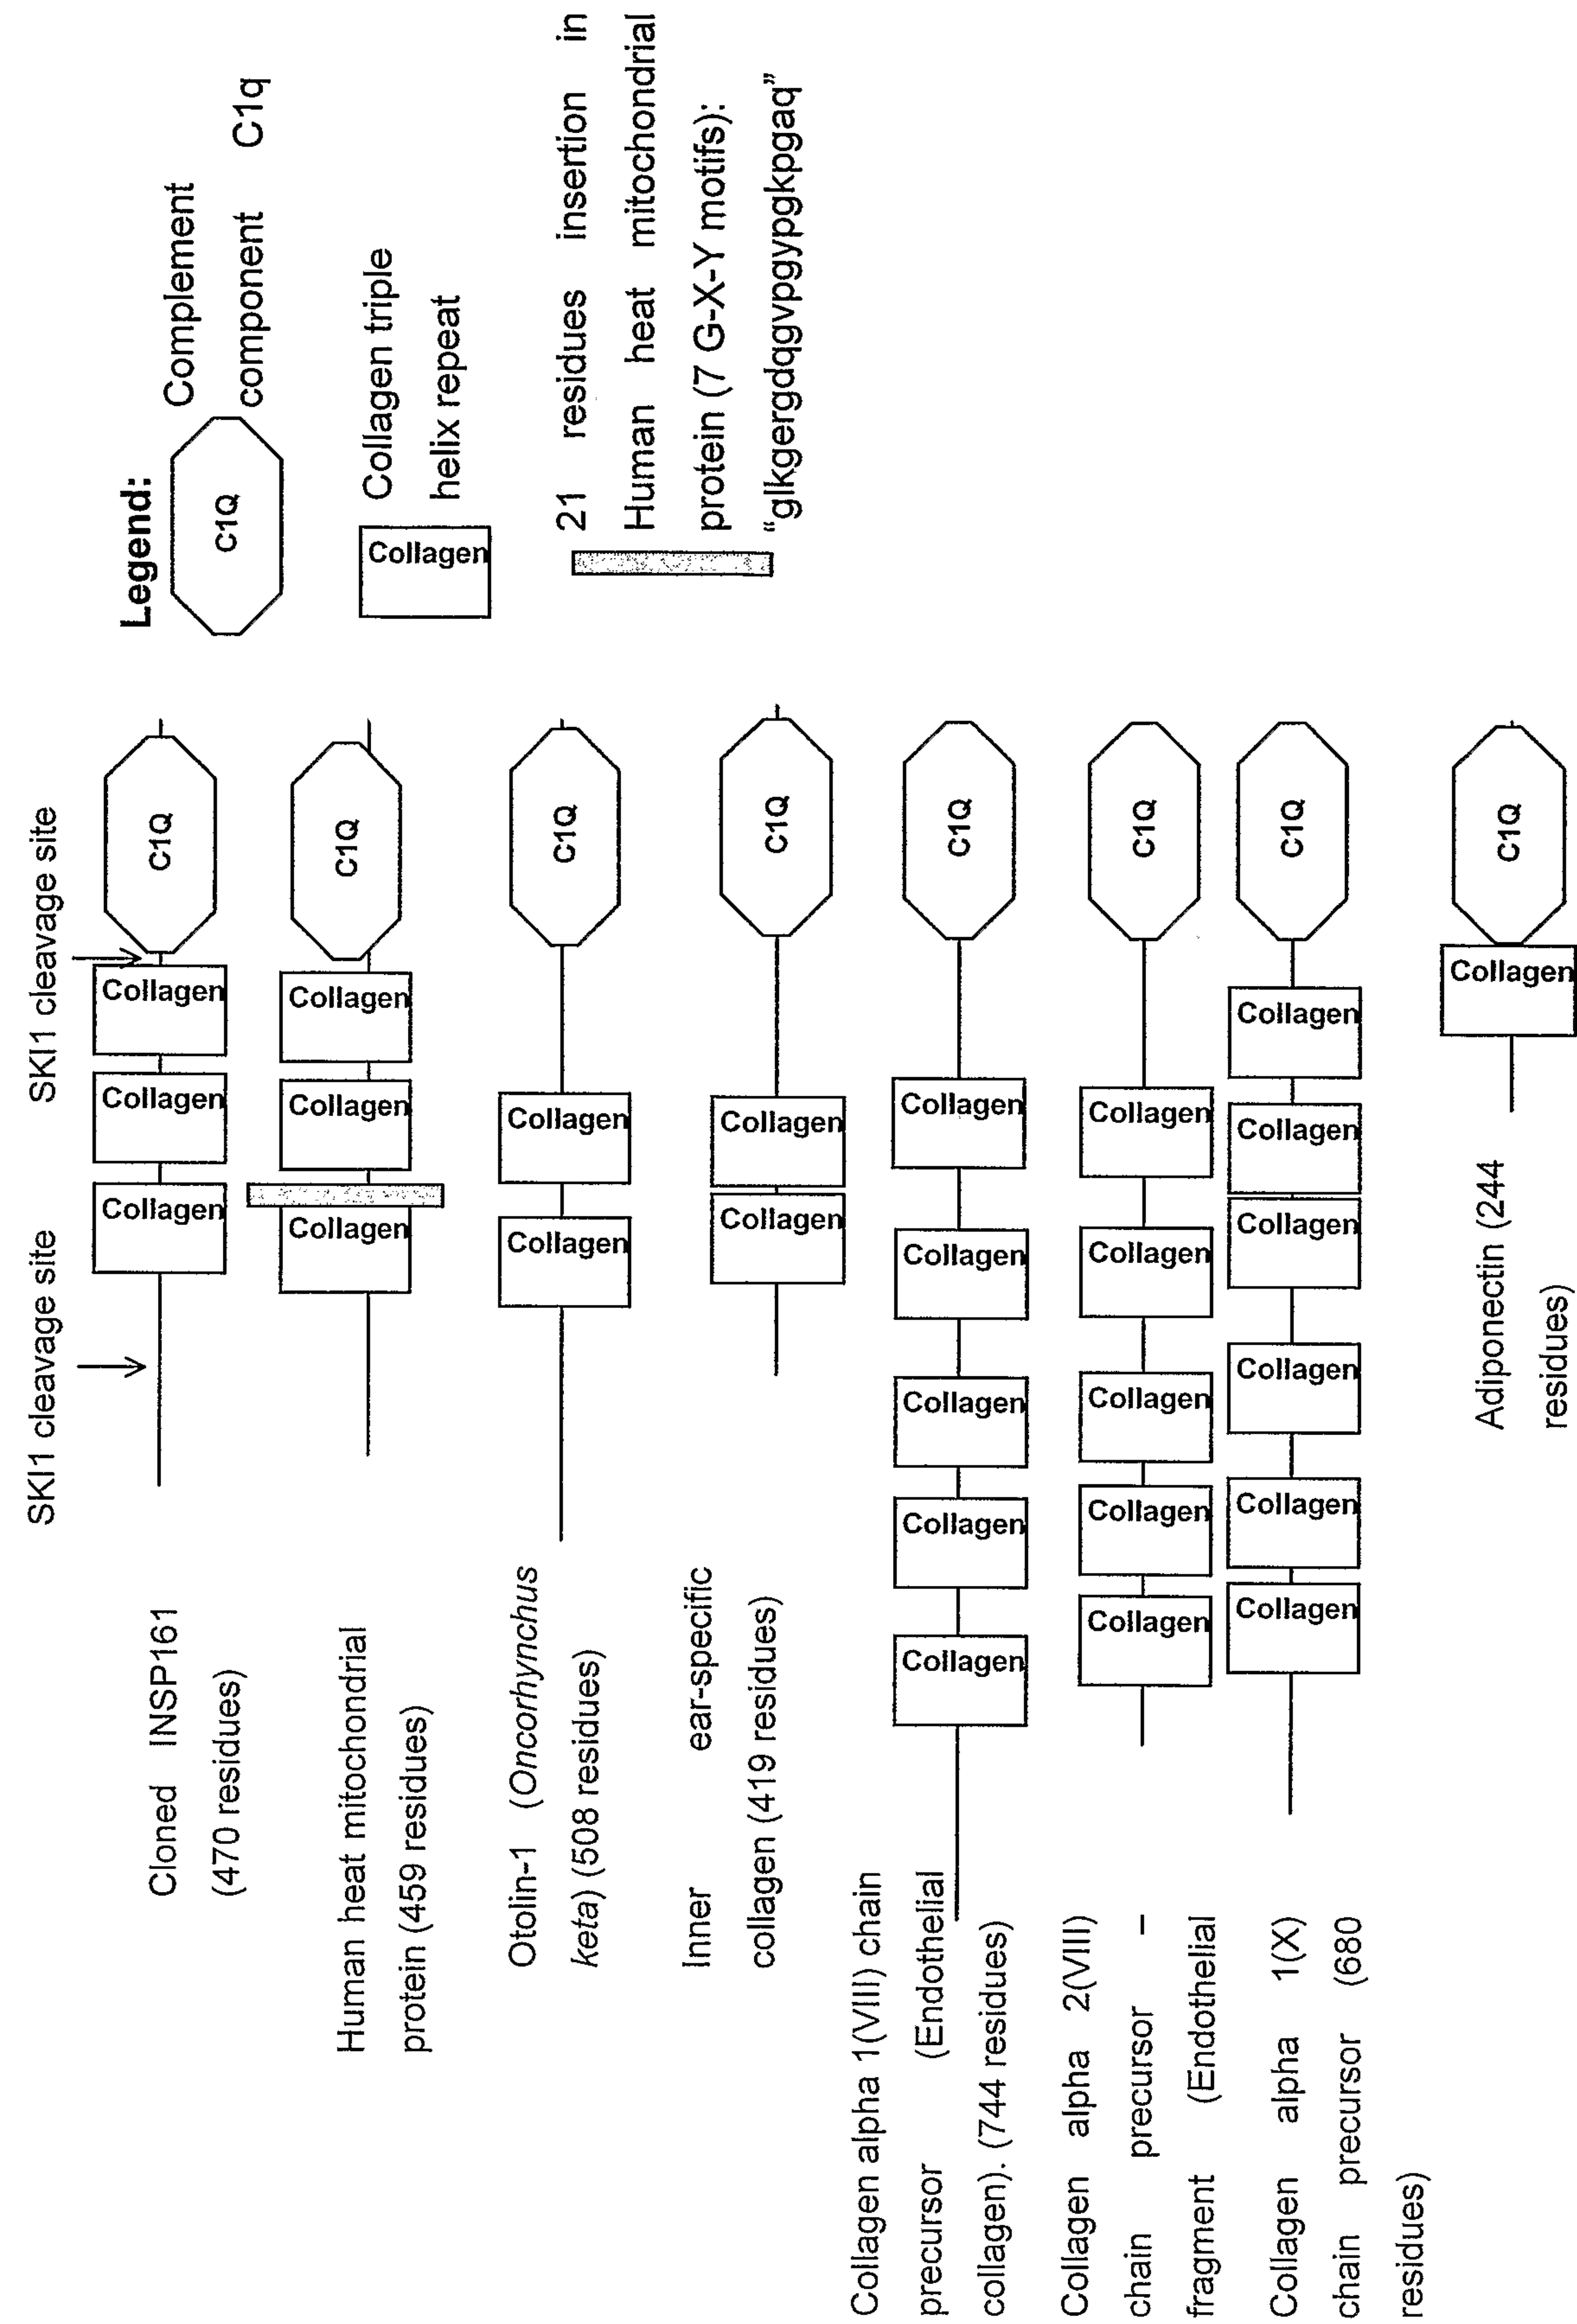 SKI1 cleavage site SKI1 cleavage site
Legend:
Cloned INSP161
(470 residues)
Collagen Collagen Collagen C1Q
C1Q
Complement
component C1q
Human heat mitochondrial
protein (459 residues)
Collagen Collagen Collagen C1Q
Collagen
Collagen triple
helix repeat
Otolin-1 (Oncorhynchus
keta) (508 residues)
Collagen Collagen C1Q
21 residues insertion in
Human heat mitochondrial
protein (7 G-X-Y motifs):
“glkgergdqgvpgypgkpgaq”
Inner ear-specific
collagen (419 residues)
Collagen Collagen C1Q
Collagen alpha 1(VIII) chain
precursor (Endothelial
collagen). (744 residues)
Collagen Collagen Collagen Collagen Collagen C1Q
Collagen alpha 2(VIII)
chain precursor –
fragment (Endothelial
Collagen Collagen Collagen Collagen Collagen C1Q
Collagen alpha 1(X)
chain precursor (680
residues)
Collagen Collagen Collagen Collagen Collagen Collagen C1Q
Adiponectin (244
residues)
Collagen C1Q